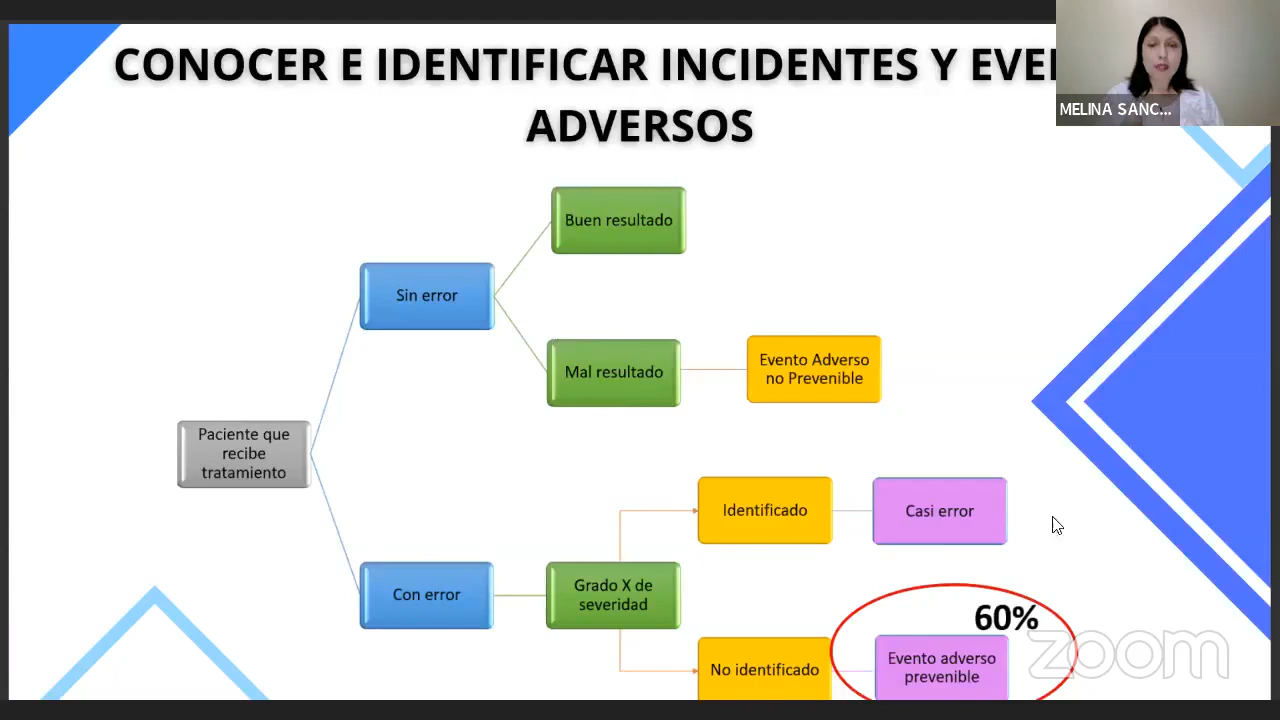 CONOCER E IDENTIFICAR INCIDENTES Y
ADVERSOS
MELINA SANC...
Buen resultado
Sin error
Mal resultado
Evento Adverso
no Prevenible
Paciente que
recibe
tratamiento
Identificado
Casi error
Con error
Grado X de
severidad
60%
No identificado
Evento adverso
prevenible
zoom